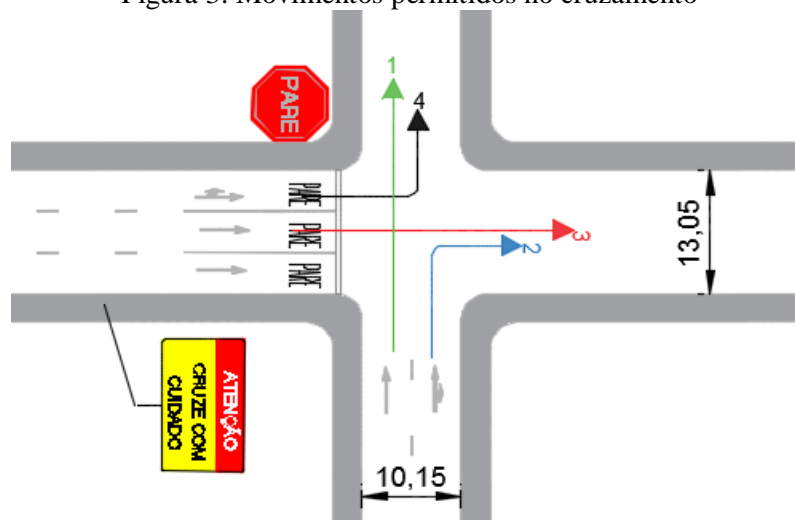 Figura 3: Movimentos permitidos no cruzamento
1
4
PARE
PARE
PARE
PARE
3
2
13,05
ATENÇÃO
CRUZE COM
CUIDADO
10,15